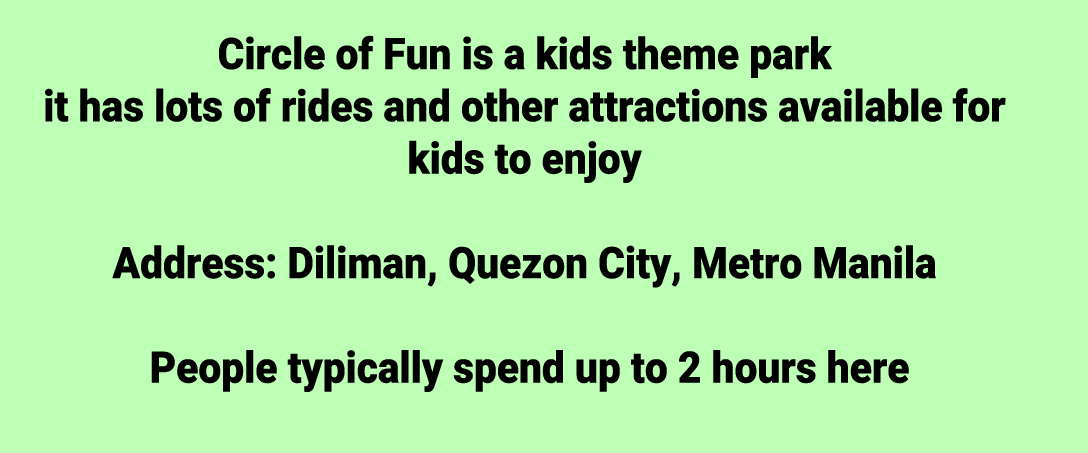 Circle of Fun is a kids theme park
it has lots of rides and other attractions available for
kids to enjoy
Address: Diliman, Quezon City, Metro Manila
People typically spend up to 2 hours here